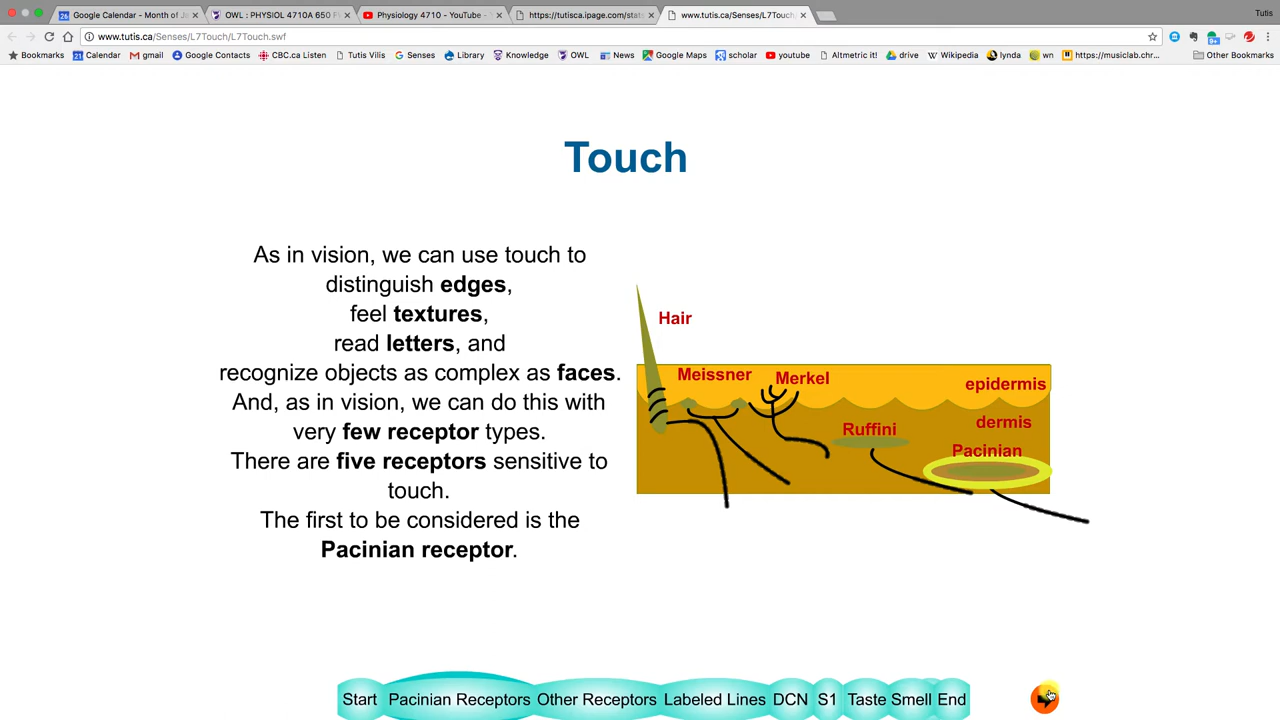 Google Calendar - Month of J
OWL : PHYSIOL 4710A 650 F
Physiology 4710 - YouTube -
https://tutisca.ipage.com/stat
www.tutis.ca/Senses/L7Touch/
Tutis
www.tutis.ca/Senses/L7Touch/L7Touch.swf
Bookmarks 26 Calendar gmail Google Contacts CBC.ca Listen Tutis Vilis Senses Library Knowledge OWL News Google Maps scholar youtube Altmetric it! drive Wikipedia lynda wn https://musiclab.chr... Other Bookmarks
Touch
As in vision, we can use touch to
distinguish edges,
feel textures,
read letters, and
recognize objects as complex as faces.
And, as in vision, we can do this with
very few receptor types.
There are five receptors sensitive to
touch.
The first to be considered is the
Pacinian receptor.
Hair
Meissner
Merkel
epidermis
dermis
Ruffini
Pacinian
Start Pacinian Receptors Other Receptors Labeled Lines DCN S1 Taste Smell End